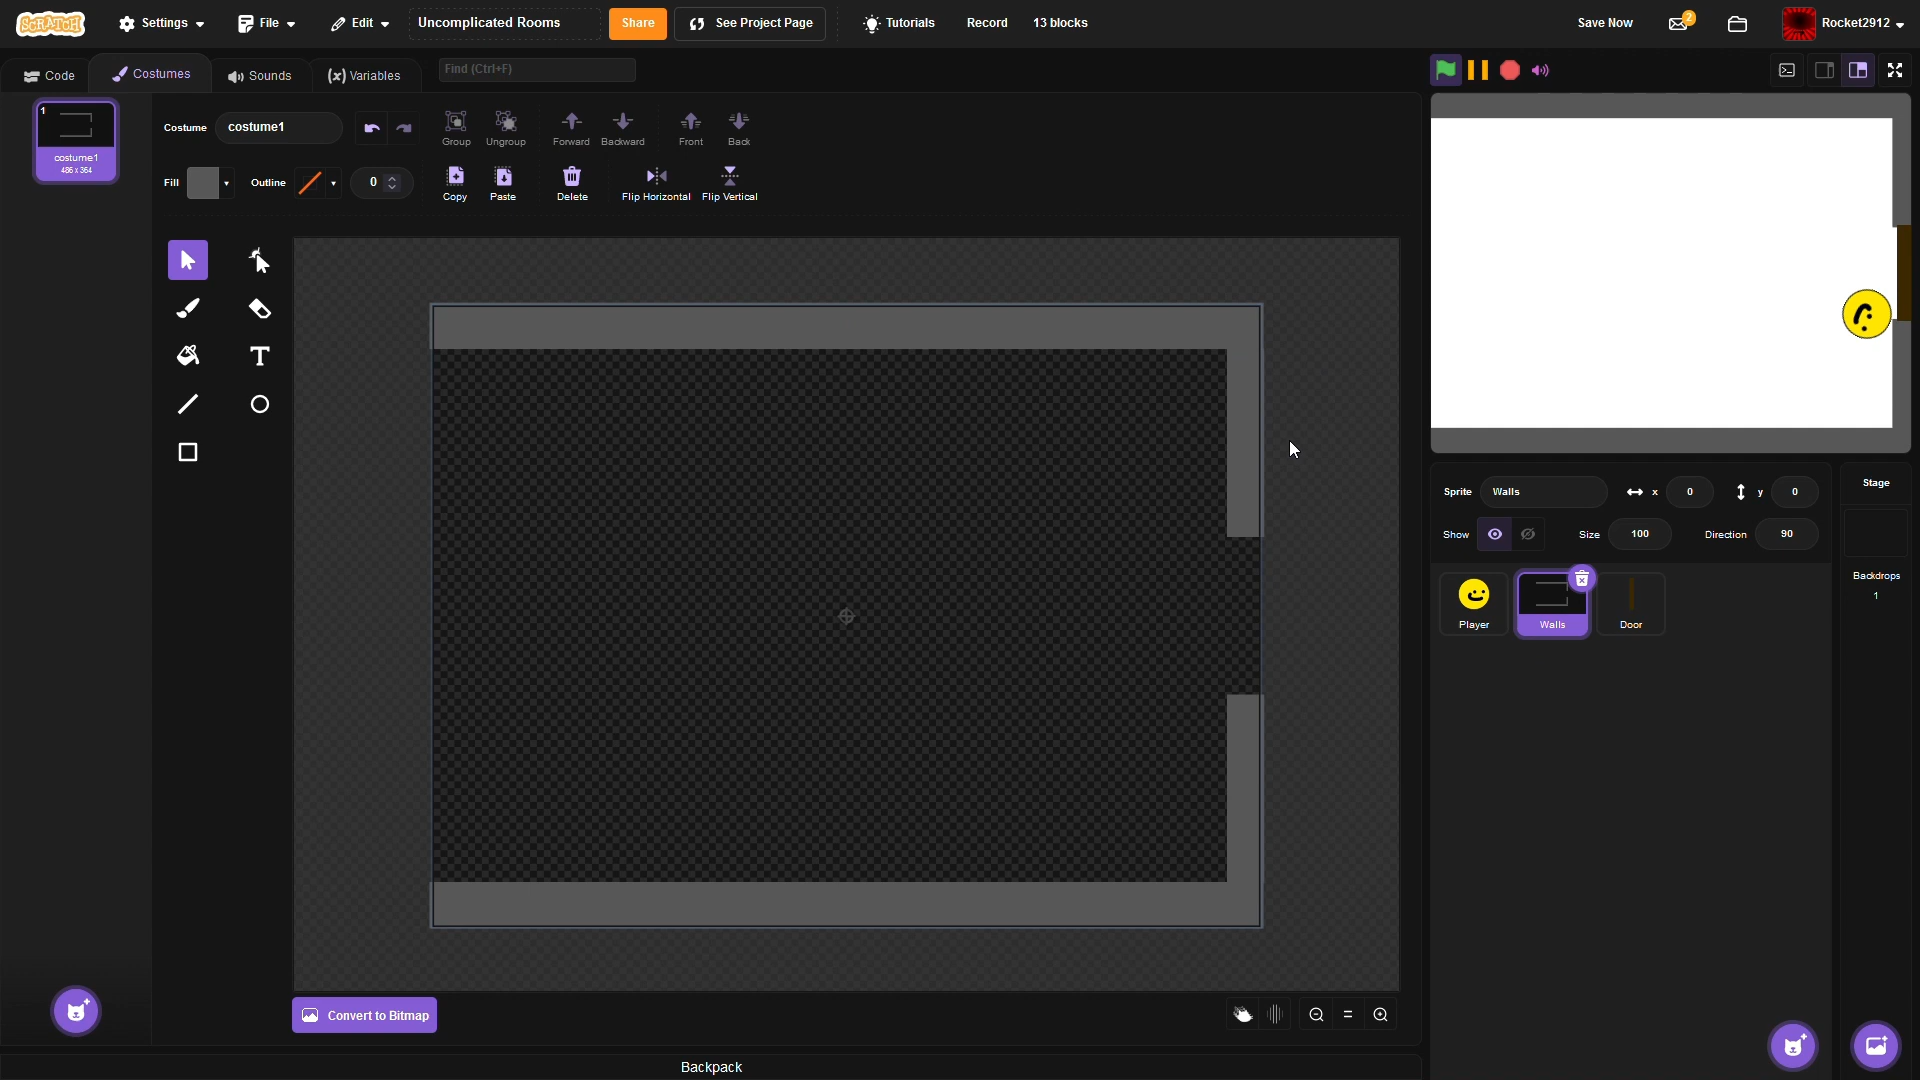 SCRATCH Settings File Edit Uncomplicated Rooms Share See Project Page Tutorials Record 13 blocks Save Now 2 Rocket2912
Code Costumes Sounds (x) Variables Find (Ctrl+F)
1
costume1
486 x 364
Costume costume1 Group Ungroup Forward Backward Front Back
Fill Outline 0 Copy Paste Delete Flip Horizontal Flip Vertical
T
Convert to Bitmap
Backpack
Sprite Walls x 0 y 0
Show Size 100 Direction 90
Player Walls Door
Stage
Backdrops
1